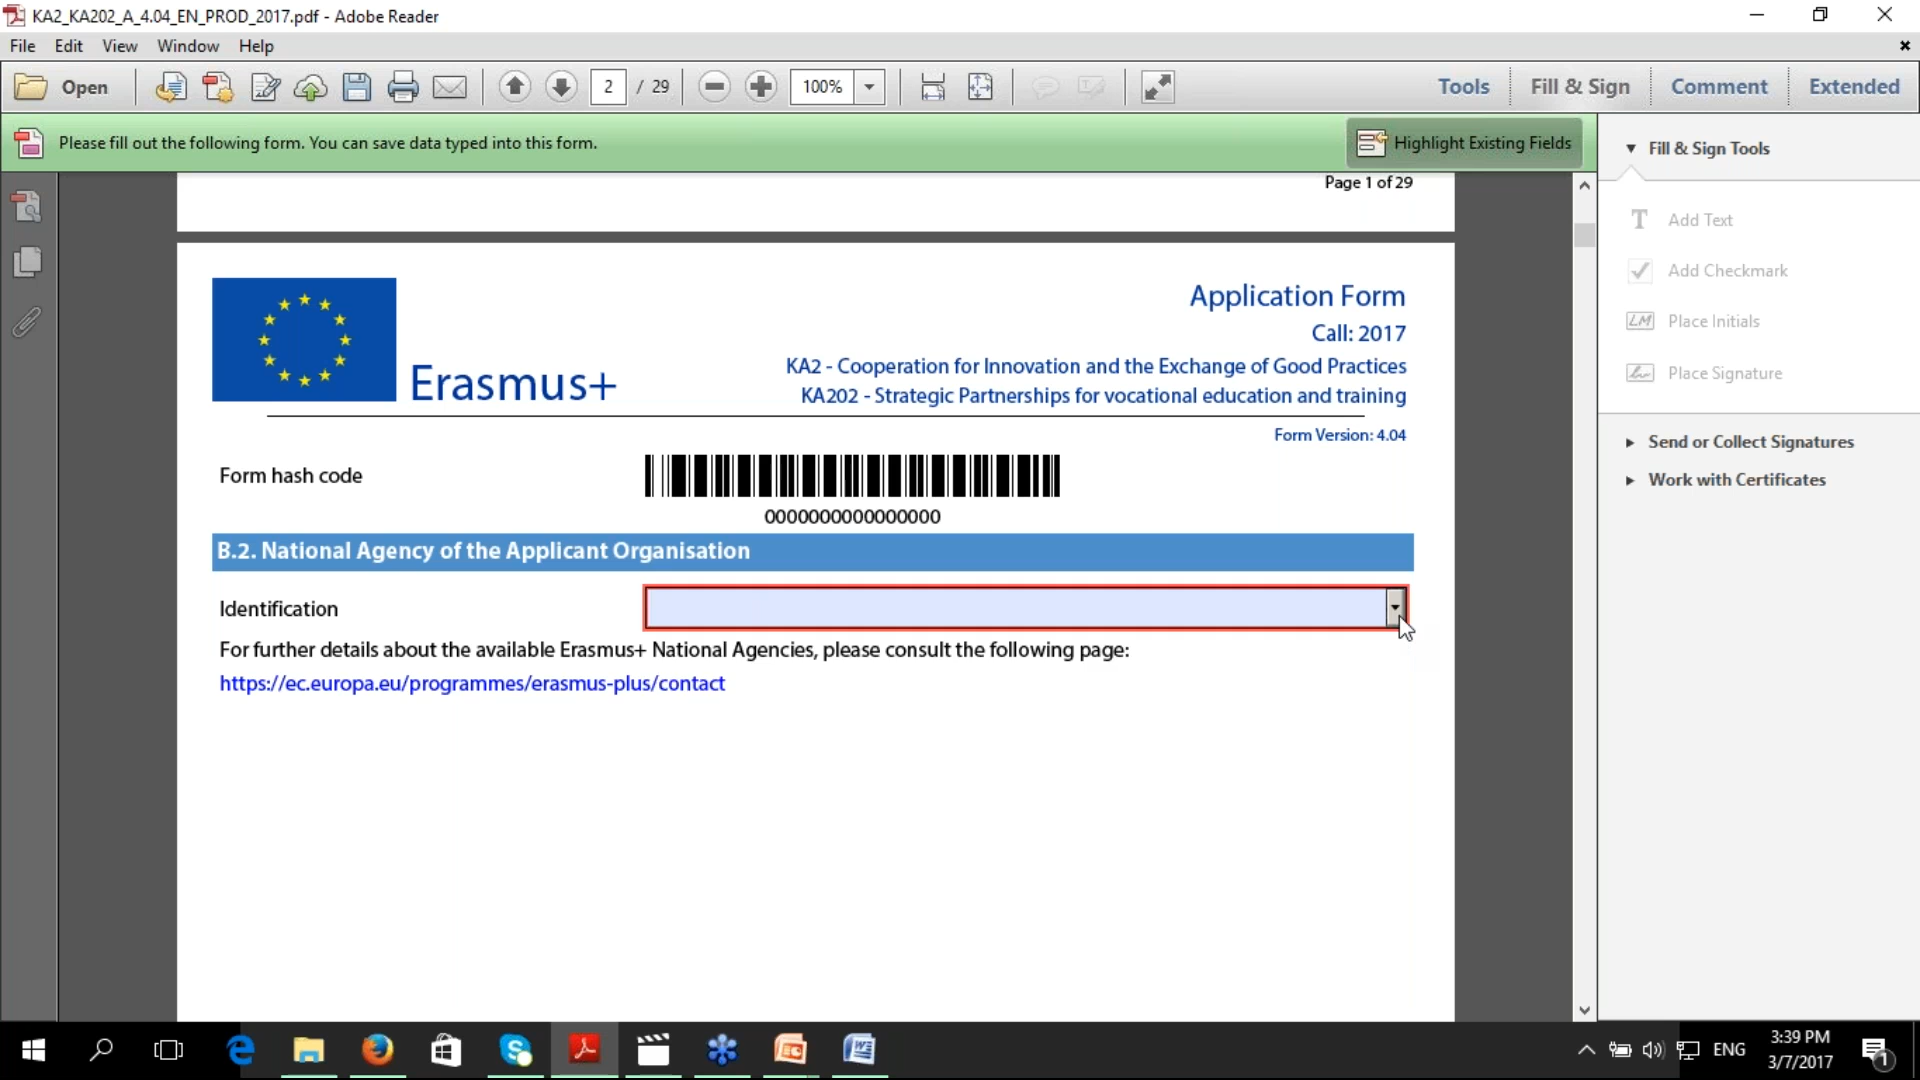 KA2_KA202_A_4.04_EN_PROD_2017.pdf - Adobe Reader
File Edit View Window Help
Open 2 / 29 100% Tools Fill & Sign Comment Extended
Please fill out the following form. You can save data typed into this form. Highlight Existing Fields
Fill & Sign Tools
T Add Text
Add Checkmark
LM Place Initials
Place Signature
Send or Collect Signatures
Work with Certificates
Page 1 of 29
Erasmus+
Application Form
Call: 2017
KA2 - Cooperation for Innovation and the Exchange of Good Practices
KA202 - Strategic Partnerships for vocational education and training
Form Version: 4.04
Form hash code
0000000000000000
B.2. National Agency of the Applicant Organisation
Identification
For further details about the available Erasmus+ National Agencies, please consult the following page:
https://ec.europa.eu/programmes/erasmus-plus/contact
ENG
3:39 PM
3/7/2017
1